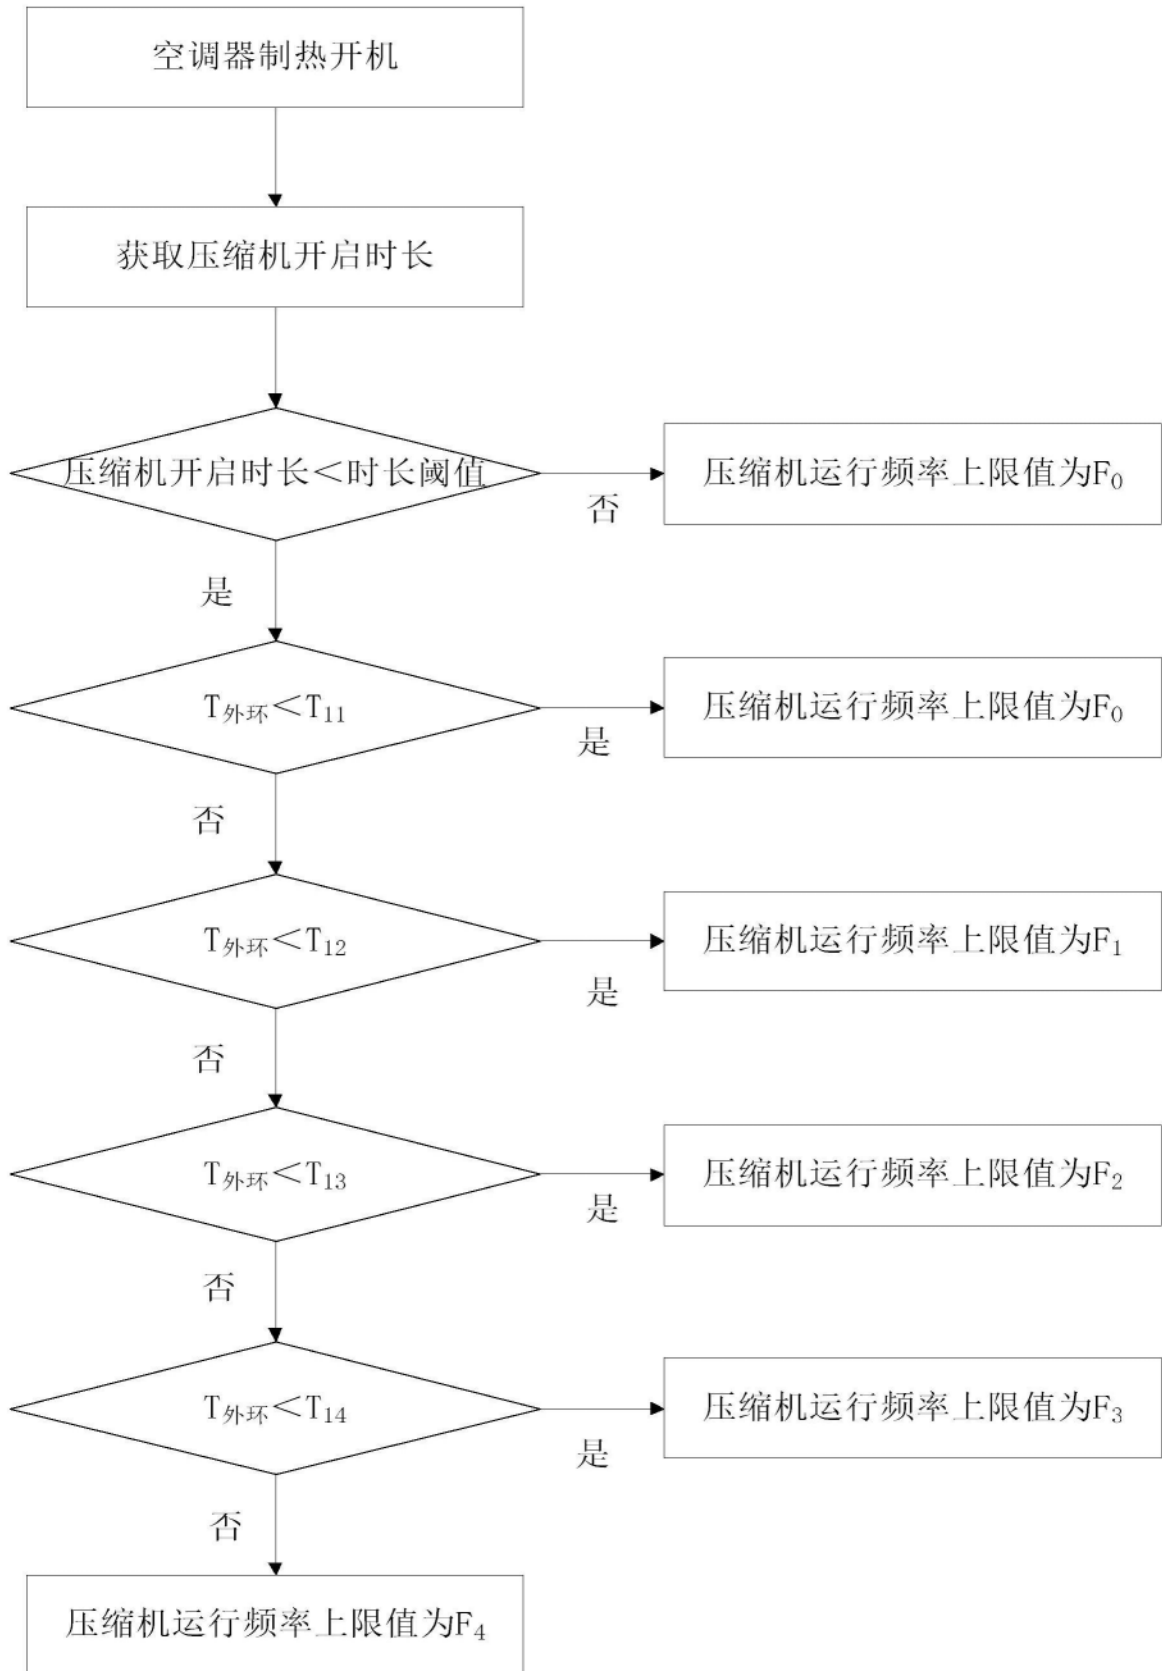 空调器制热开机
获取压缩机开启时长
压缩机开启时长＜时长阈值
压缩机运行频率上限值为F₀
否
是
T外环＜T₁₁
压缩机运行频率上限值为F₀
是
否
T外环＜T₁₂
压缩机运行频率上限值为F₁
是
否
T外环＜T₁₃
压缩机运行频率上限值为F₂
是
否
T外环＜T₁₄
压缩机运行频率上限值为F₃
是
否
压缩机运行频率上限值为F₄